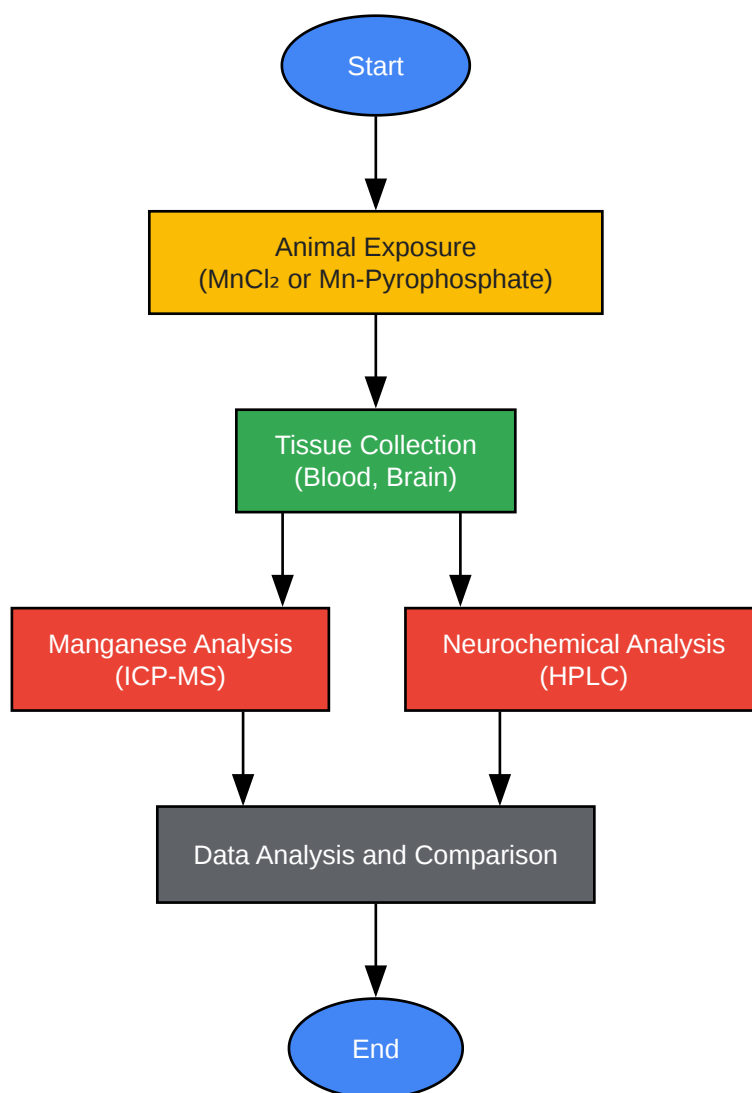 Start
Animal Exposure
(MnCl₂ or Mn-Pyrophosphate)
Tissue Collection
(Blood, Brain)
Manganese Analysis
(ICP-MS)
Neurochemical Analysis
(HPLC)
Data Analysis and Comparison
End